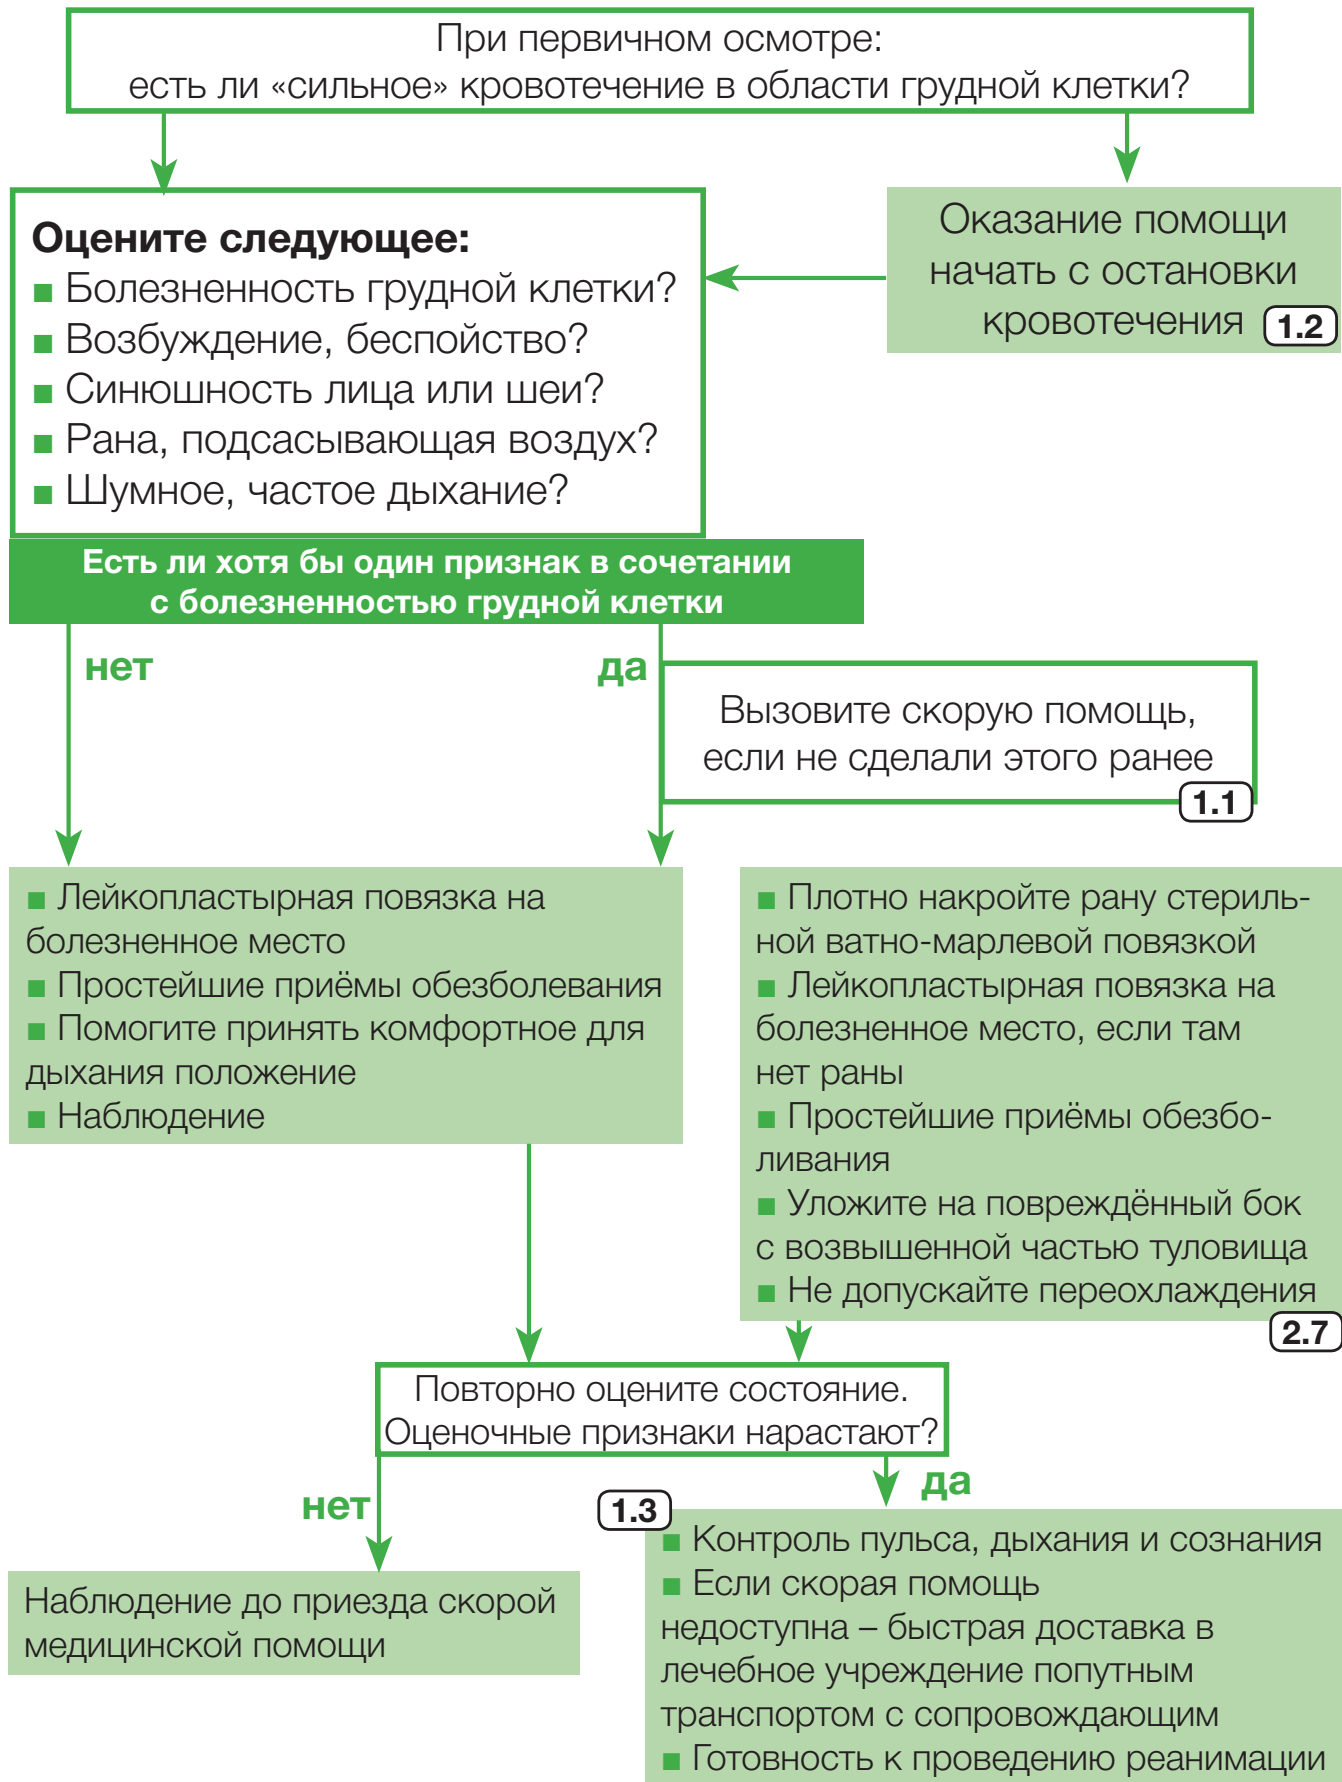 При первичном осмотре:
есть ли «сильное» кровотечение в области грудной клетки?
Оцените следующее:
■ Болезненность грудной клетки?
■ Возбуждение, беспойство?
■ Синюшность лица или шеи?
■ Рана, подсасывающая воздух?
■ Шумное, частое дыхание?
Оказание помощи
начать с остановки
кровотечения 1.2
Есть ли хотя бы один признак в сочетании
с болезненностью грудной клетки
нет
да
Вызовите скорую помощь,
если не сделали этого ранее
1.1
■ Лейкопластырная повязка на
болезненное место
■ Простейшие приёмы обезболевания
■ Помогите принять комфортное для
дыхания положение
■ Наблюдение
■ Плотно накройте рану стериль-
ной ватно-марлевой повязкой
■ Лейкопластырная повязка на
болезненное место, если там
нет раны
■ Простейшие приёмы обезбо-
ливания
■ Уложите на повреждённый бок
с возвышенной частью туловища
■ Не допускайте переохлаждения
2.7
Повторно оцените состояние.
Оценочные признаки нарастают?
нет
да
Наблюдение до приезда скорой
медицинской помощи
1.3
■ Контроль пульса, дыхания и сознания
■ Если скорая помощь
недоступна – быстрая доставка в
лечебное учреждение попутным
транспортом с сопровождающим
■ Готовность к проведению реанимации